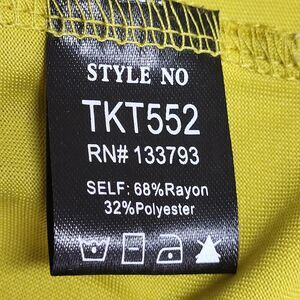 STYLE NO
TKT552
RN# 133793
SELF: 68%Rayon
32%Polyester